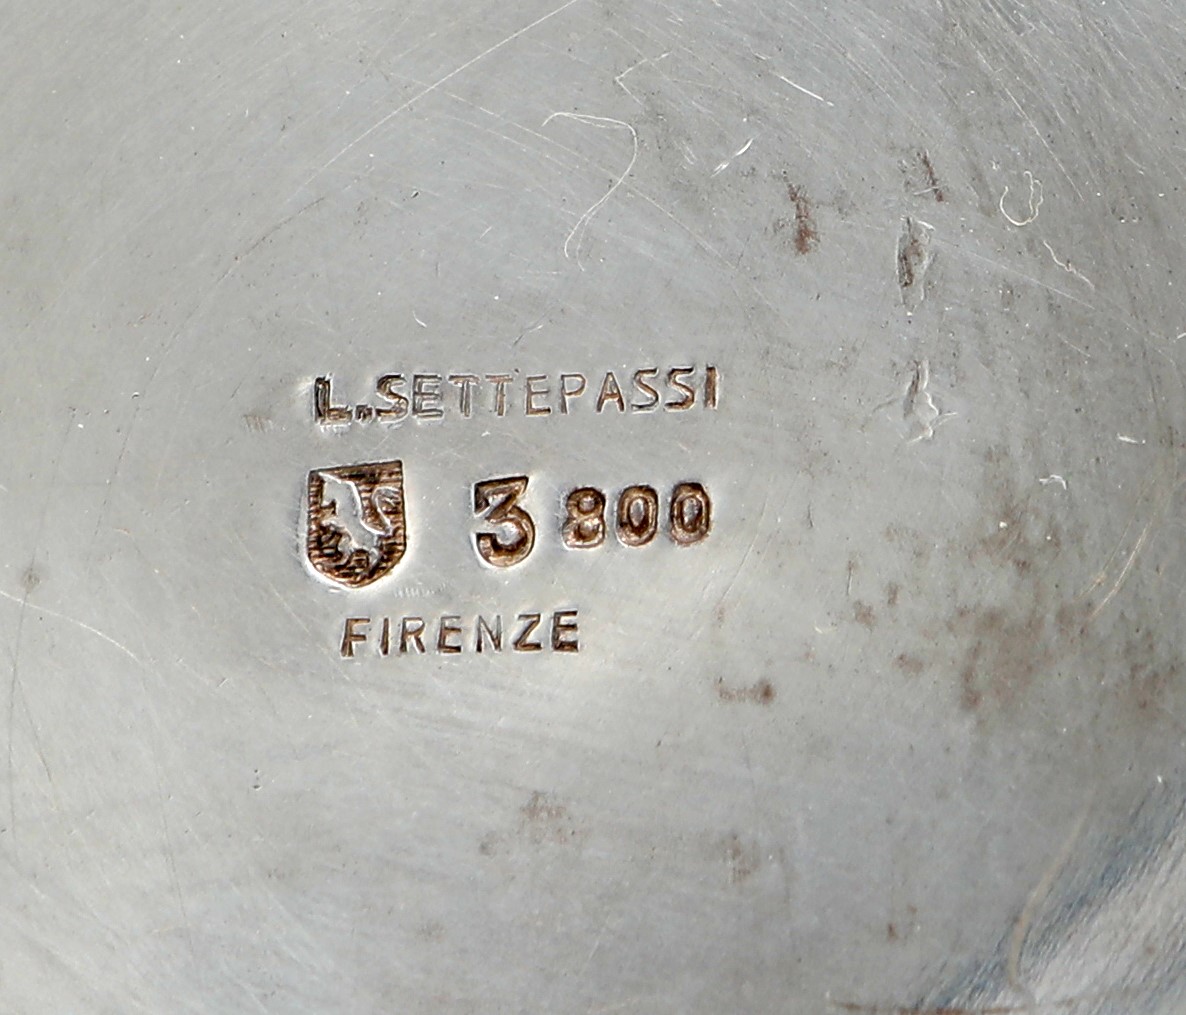 L.SETTEPASSI
3 800
FIRENZE